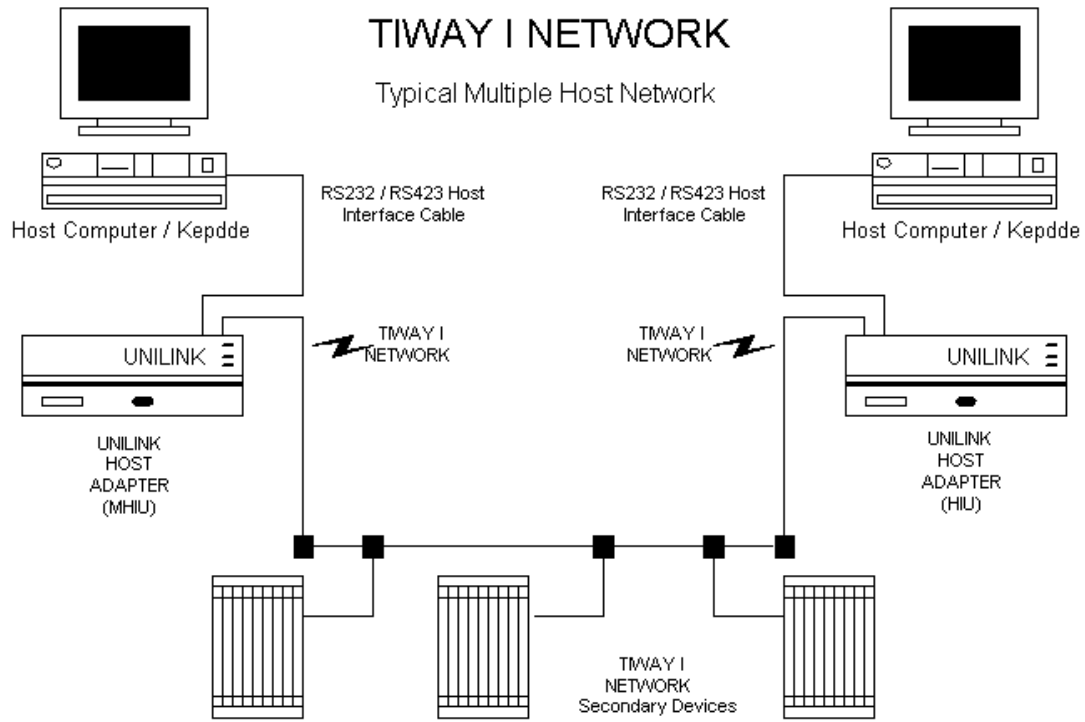 TIWAY I NETWORK
Typical Multiple Host Network
RS232 / RS423 Host
Interface Cable
RS232 / RS423 Host
Interface Cable
Host Computer / Kepdde
Host Computer / Kepdde
TIWAY I
NETWORK
TIWAY I
NETWORK
UNILINK
UNILINK
UNILINK
HOST
ADAPTER
(MHIU)
UNILINK
HOST
ADAPTER
(HIU)
TIWAY I
NETWORK
Secondary Devices